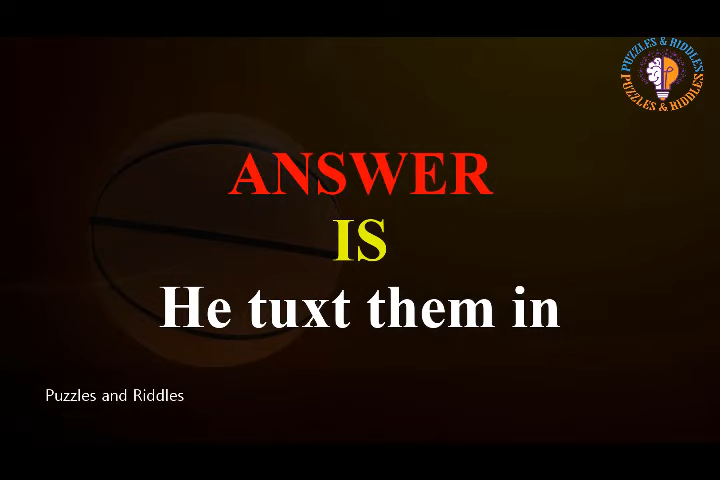 PUZZLES & RIDDLES
PUZZLES & RIDDLES
ANSWER
IS
He tuxt them in
Puzzles and Riddles